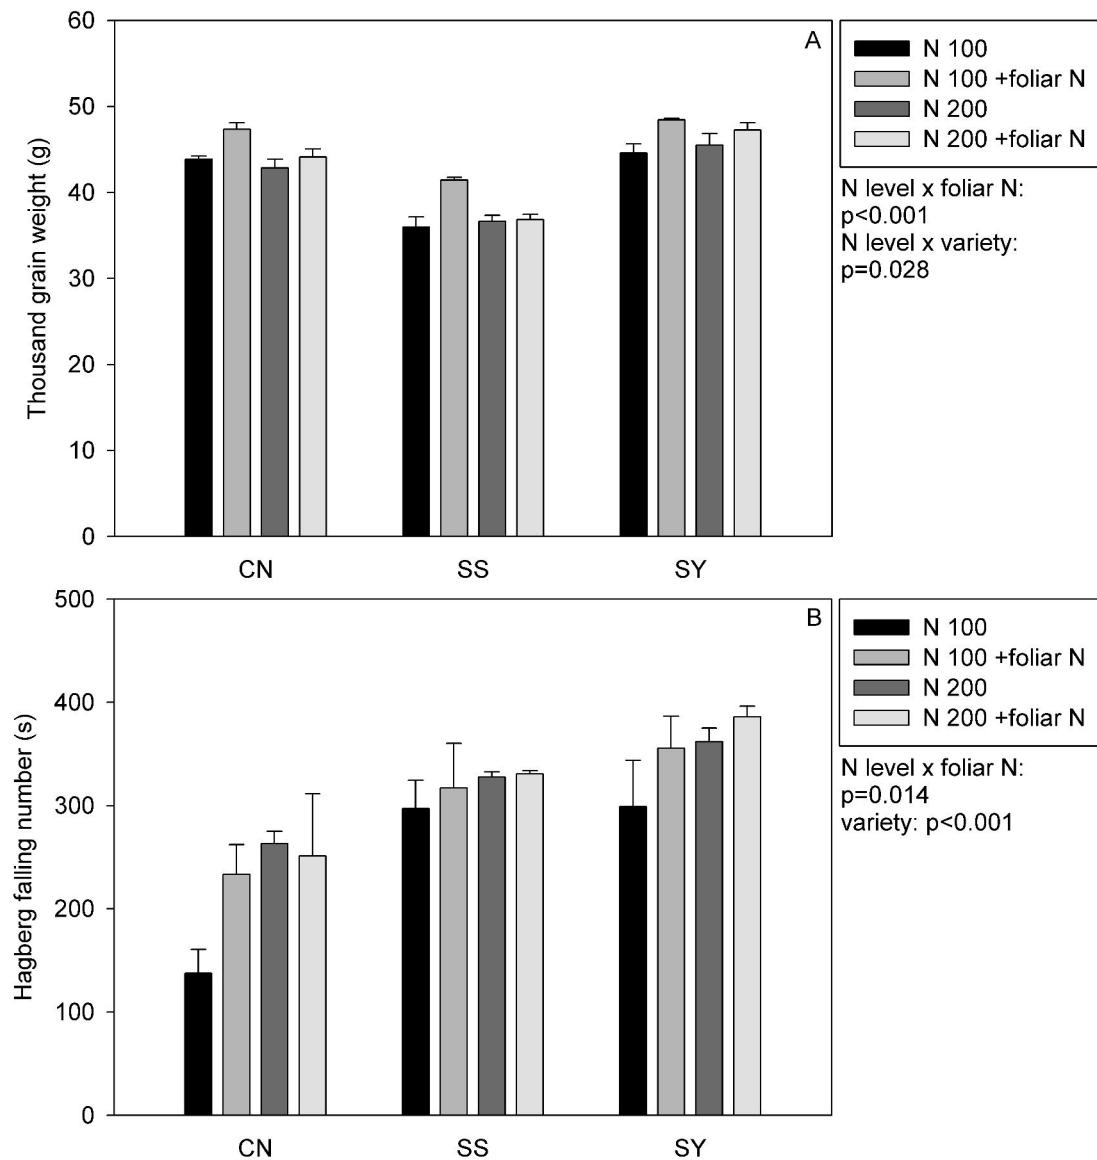 60
50
40
30
20
10
0
Thousand grain weight (g)
A
CN
SS
SY
N 100
N 100 +foliar N
N 200
N 200 +foliar N
N level x foliar N:
p<0.001
N level x variety:
p=0.028
500
400
300
200
100
0
Hagberg falling number (s)
B
CN
SS
SY
N 100
N 100 +foliar N
N 200
N 200 +foliar N
N level x foliar N:
p=0.014
variety: p<0.001